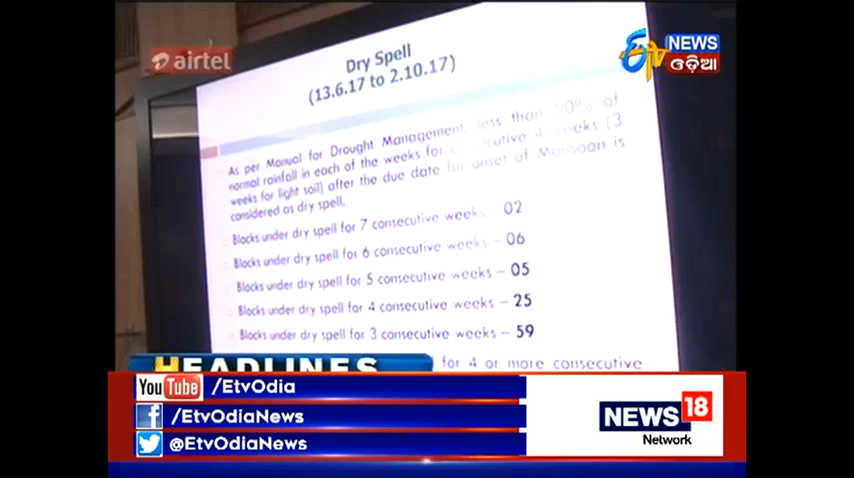 airtel
Etv
NEWS
ଓଡ଼ିଆ
Dry Spell
(13.6.17 to 2.10.17)
As per Manual for Drought Management, less than 50% of
normal rainfall in each of the weeks for consecutive 4 weeks (3
weeks for light soil) after the due date for onset of Monsoon is
considered as dry spell.
Blocks under dry spell for 7 consecutive weeks 02
Blocks under dry spell for 6 consecutive weeks – 06
Blocks under dry spell for 5 consecutive weeks – 05
Blocks under dry spell for 4 consecutive weeks – 25
Blocks under dry spell for 3 consecutive weeks – 59
for 4 or more consecutive
HEADLINES
YouTube /EtvOdia
/EtvOdiaNews
@EtvOdiaNews
NEWS 18
Network